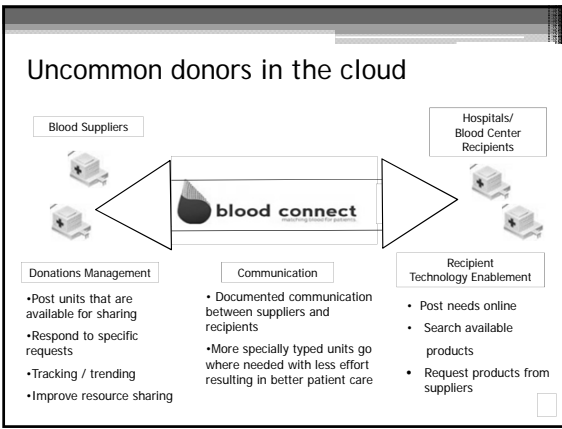 Uncommon donors in the cloud
Blood Suppliers
Hospitals/
Blood Center
Recipients
blood connect
matching blood for patients.
Donations Management
•Post units that are
available for sharing
•Respond to specific
requests
•Tracking / trending
•Improve resource sharing
Communication
• Documented communication
between suppliers and
recipients
•More specially typed units go
where needed with less effort
resulting in better patient care
Recipient
Technology Enablement
• Post needs online
• Search available
products
• Request products from
suppliers